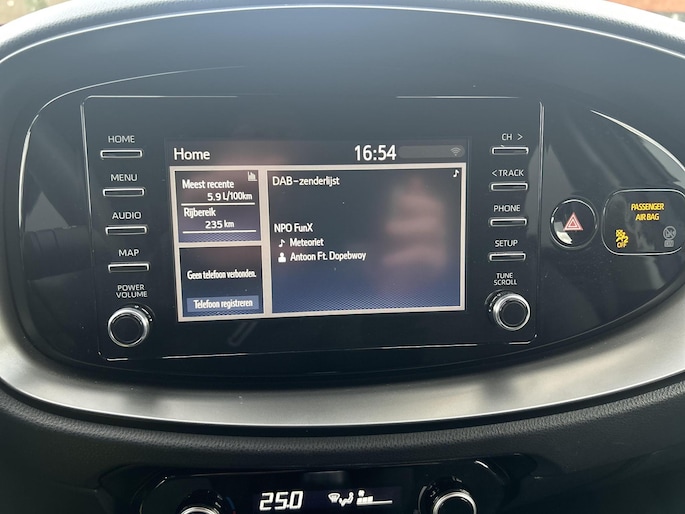 HOME
MENU
AUDIO
MAP
POWER
VOLUME
Home
16:54
Meest recente
5.9 L/100km
Rijbereik
235 km
Geen telefoon verbonden.
Telefoon registreren
DAB-zenderlijst
NPO FunX
Meteoriet
Antoon Ft. Dopebwoy
CH >
<TRACK
PHONE
SETUP
TUNE
SCROLL
PASSENGER
AIR BAG
OFF
25.0